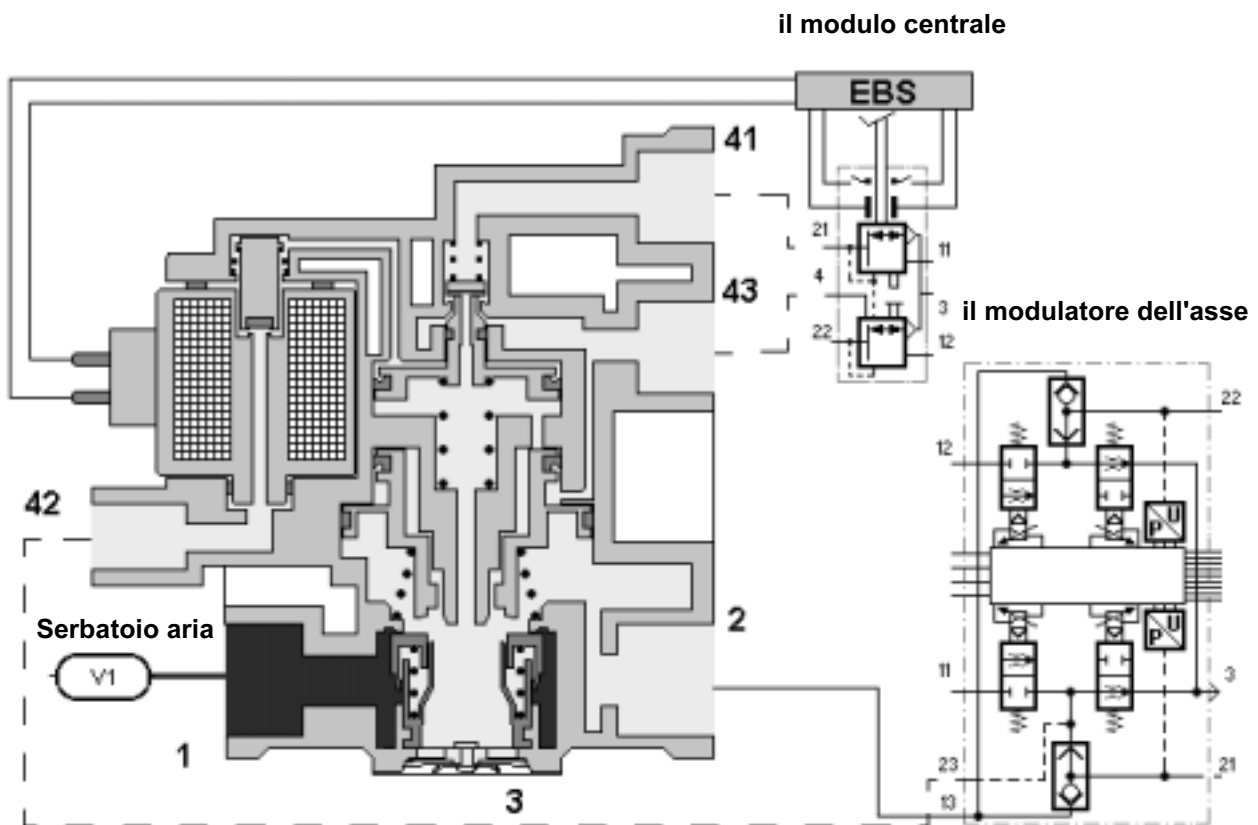 il modulo centrale
EBS
41
21
11
43
4
3
il modulatore dell'asse
22
12
22
12
42
U
P
Serbatoio aria
2
V1
U
P
11
3
1
23
21
3
13